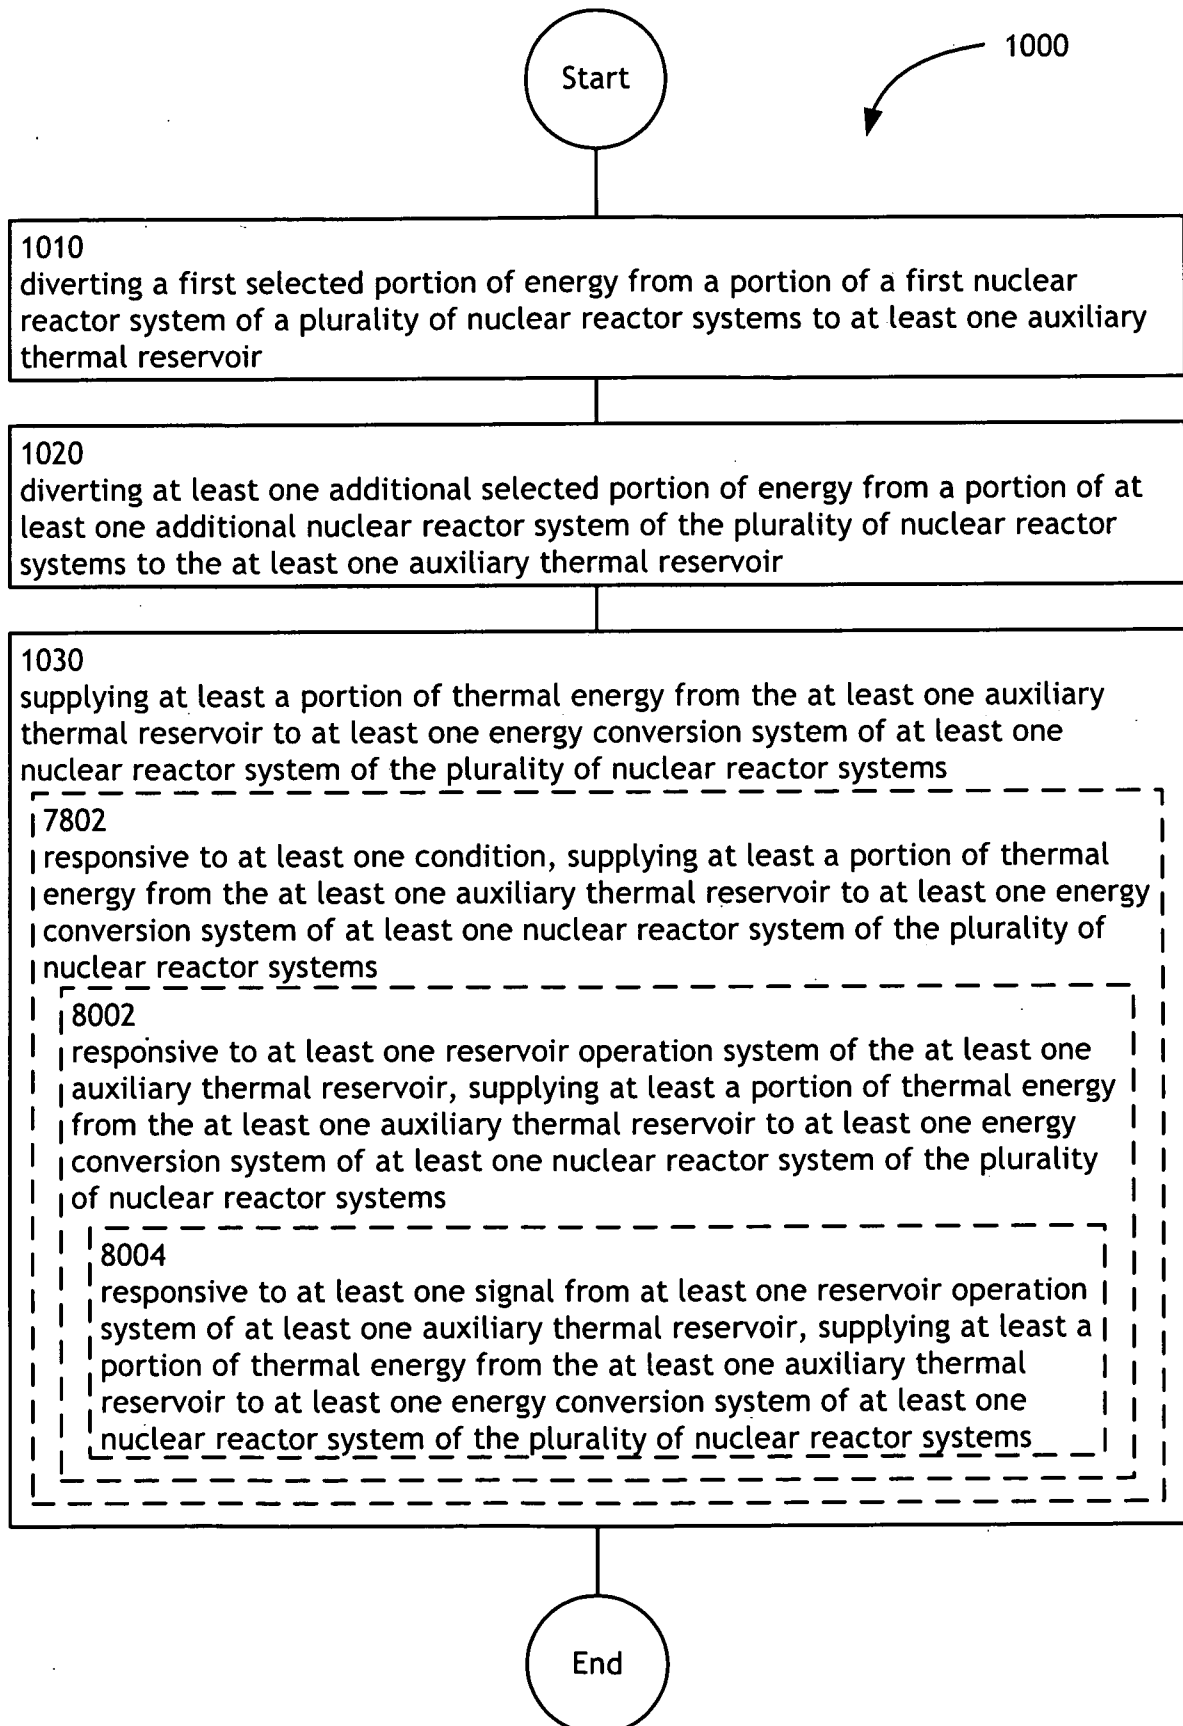 Start
1000
1010
diverting a first selected portion of energy from a portion of a first nuclear
reactor system of a plurality of nuclear reactor systems to at least one auxiliary
thermal reservoir
1020
diverting at least one additional selected portion of energy from a portion of at
least one additional nuclear reactor system of the plurality of nuclear reactor
systems to the at least one auxiliary thermal reservoir
1030
supplying at least a portion of thermal energy from the at least one auxiliary
thermal reservoir to at least one energy conversion system of at least one
nuclear reactor system of the plurality of nuclear reactor systems
7802
responsive to at least one condition, supplying at least a portion of thermal
energy from the at least one auxiliary thermal reservoir to at least one energy
conversion system of at least one nuclear reactor system of the plurality of
nuclear reactor systems
8002
responsive to at least one reservoir operation system of the at least one
auxiliary thermal reservoir, supplying at least a portion of thermal energy
from the at least one auxiliary thermal reservoir to at least one energy
conversion system of at least one nuclear reactor system of the plurality
of nuclear reactor systems
8004
responsive to at least one signal from at least one reservoir operation
system of at least one auxiliary thermal reservoir, supplying at least a
portion of thermal energy from the at least one auxiliary thermal
reservoir to at least one energy conversion system of at least one
nuclear reactor system of the plurality of nuclear reactor systems
End